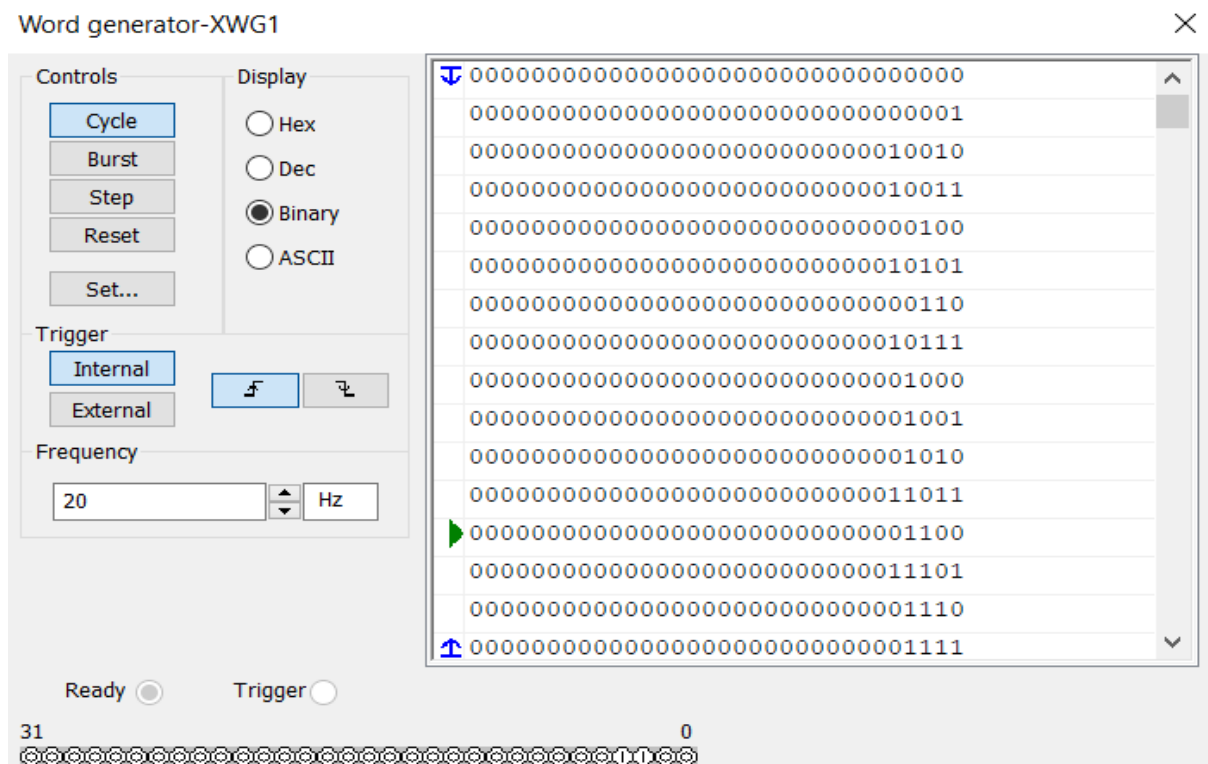 Word generator-XWG1
Controls
Cycle
Burst
Step
Reset
Set...
Display
Hex
Dec
Binary
ASCII
Trigger
Internal
External
Frequency
20
Hz
00000000000000000000000000000000
00000000000000000000000000000001
00000000000000000000000000010010
00000000000000000000000000010011
00000000000000000000000000000100
00000000000000000000000000010101
00000000000000000000000000000110
00000000000000000000000000010111
00000000000000000000000000001000
00000000000000000000000000001001
00000000000000000000000000001010
00000000000000000000000000011011
00000000000000000000000000001100
00000000000000000000000000011101
00000000000000000000000000001110
00000000000000000000000000001111
Ready
Trigger
31 0